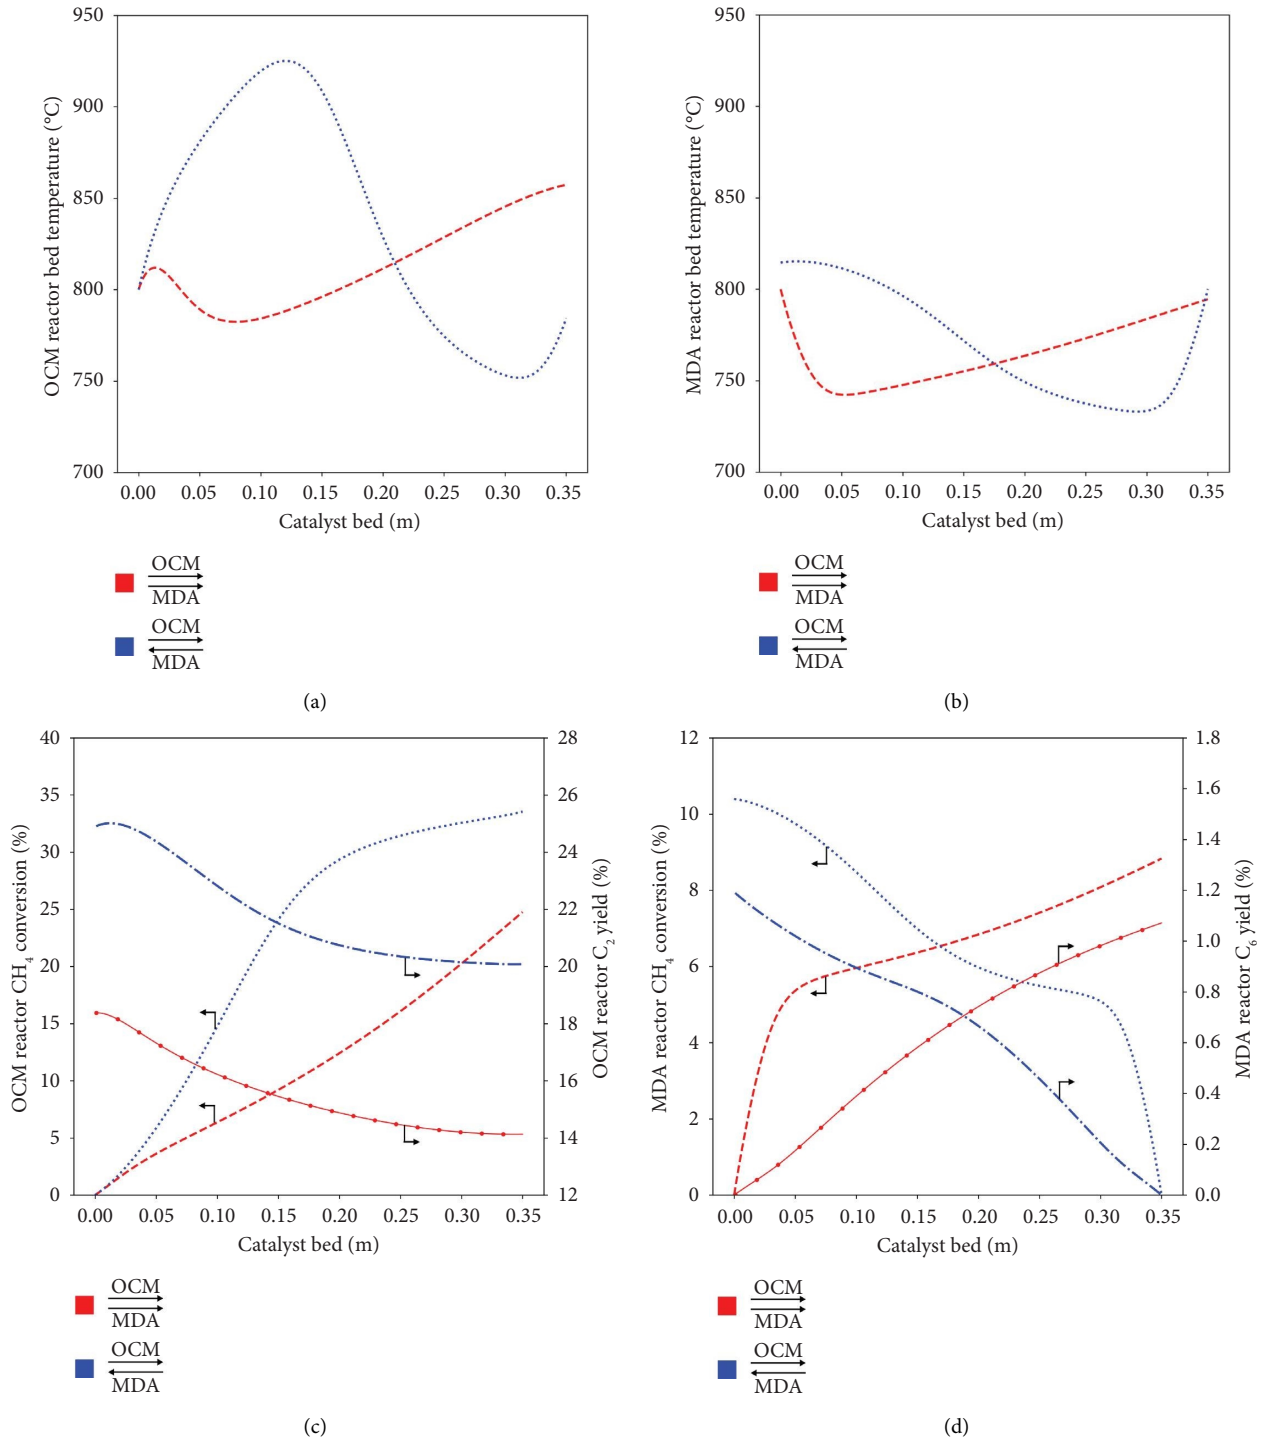 950
900
850
800
750
700
OCM reactor bed temperature (°C)
0.00 0.05 0.10 0.15 0.20 0.25 0.30 0.35
Catalyst bed (m)
OCM
MDA
OCM
MDA
(a)
950
900
850
800
750
700
MDA reactor bed temperature (°C)
0.00 0.05 0.10 0.15 0.20 0.25 0.30 0.35
Catalyst bed (m)
OCM
MDA
OCM
MDA
(b)
40
35
30
25
20
15
10
5
0
OCM reactor CH₄ conversion (%)
28
26
24
22
20
18
16
14
12
OCM reactor C₂ yield (%)
0.00 0.05 0.10 0.15 0.20 0.25 0.30 0.35
Catalyst bed (m)
OCM
MDA
OCM
MDA
(c)
12
10
8
6
4
2
0
MDA reactor CH₄ conversion (%)
1.8
1.6
1.4
1.2
1.0
0.8
0.6
0.4
0.2
0.0
MDA reactor C₆ yield (%)
0.00 0.05 0.10 0.15 0.20 0.25 0.30 0.35
Catalyst bed (m)
OCM
MDA
OCM
MDA
(d)